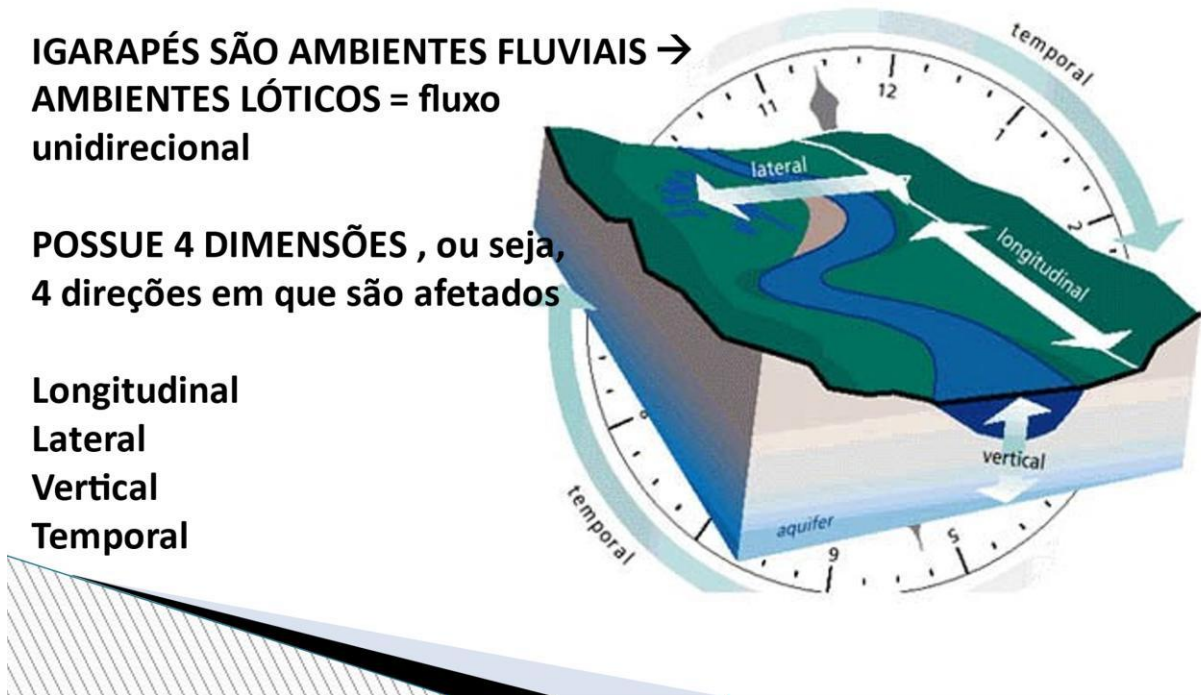 IGARAPÉS SÃO AMBIENTES FLUVIAIS →
AMBIENTES LÓTICOS = fluxo
unidirecional
POSSUE 4 DIMENSÕES , ou seja,
4 direções em que são afetados
Longitudinal
Lateral
Vertical
Temporal
temporal
11
12
1
2
lateral
longitudinal
vertical
aquifer
temporal
6
5